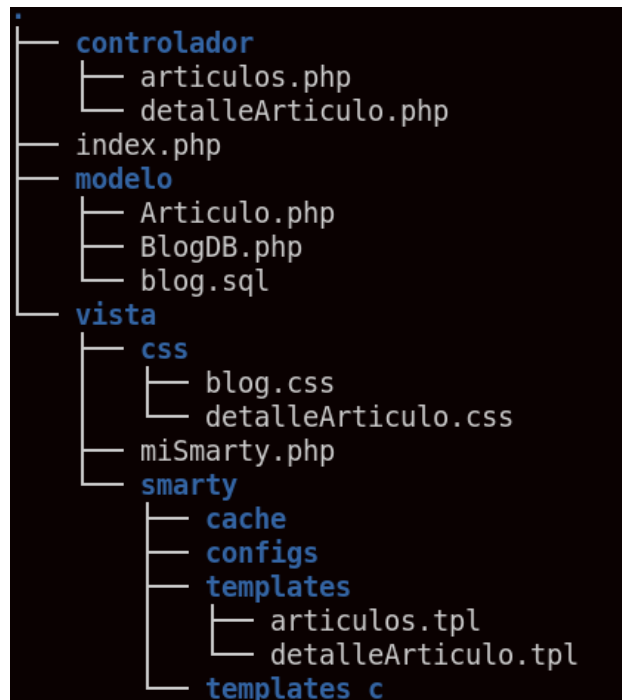 .
controlador
articulos.php
detalleArticulo.php
index.php
modelo
Articulo.php
BlogDB.php
blog.sql
vista
css
blog.css
detalleArticulo.css
miSmarty.php
smarty
cache
configs
templates
articulos.tpl
detalleArticulo.tpl
templates_c